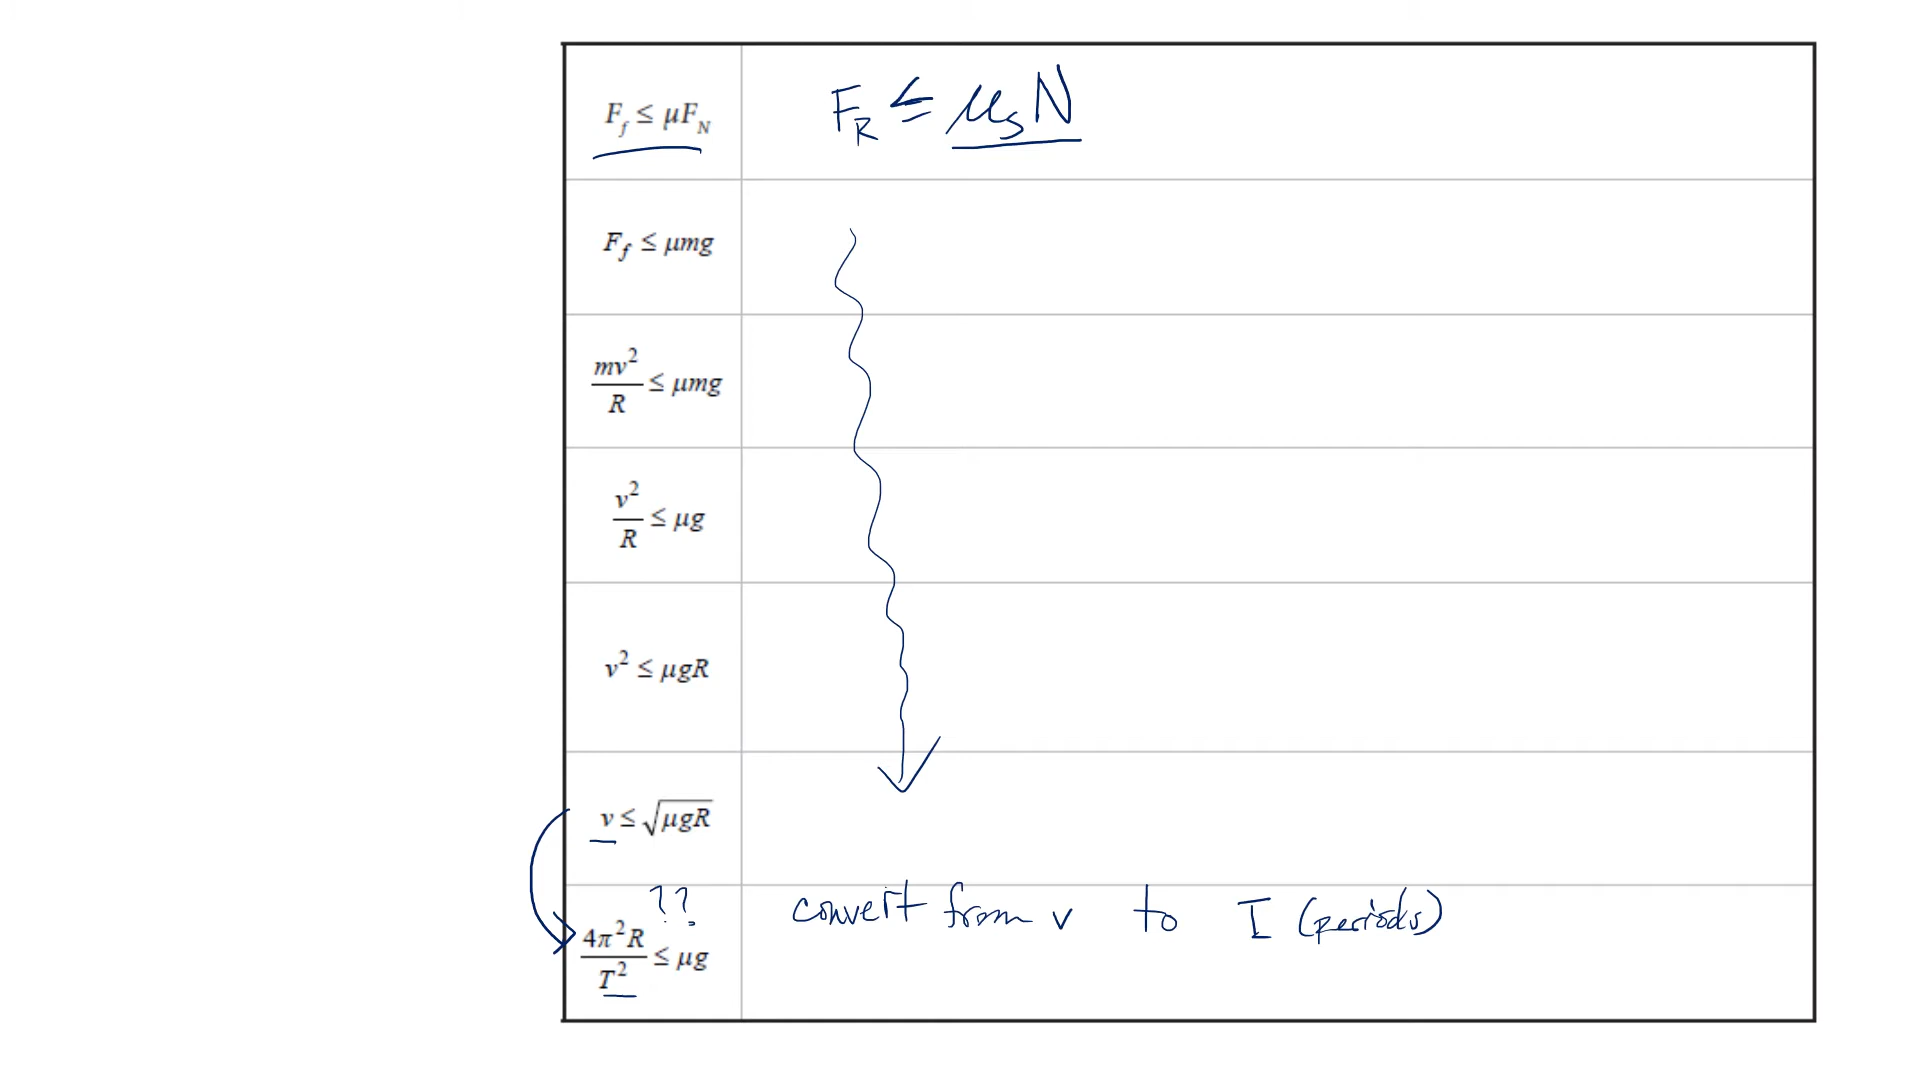 F_f ≤ μF_N
F_R ≤ μ_s N
F_f ≤ μmg
mv²/R ≤ μmg
v²/R ≤ μg
v² ≤ μgR
v ≤ √μgR
??
convert from v to T (periods)
4π²R/T² ≤ μg